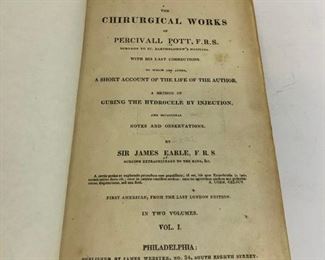 THE
CHIRURGICAL WORKS
OF
PERCIVALL POTT, F.R.S.
SURGEON TO ST. BARTHOLOMEW'S HOSPITAL
WITH HIS LAST CORRECTIONS.
TO WHICH ARE ADDED,
A SHORT ACCOUNT OF THE LIFE OF THE AUTHOR,
A METHOD OF
CURING THE HYDROCELE BY INJECTION,
AND OCCASIONAL
NOTES AND OBSERVATIONS.
BY
SIR JAMES EARLE, F.R.S.
SURGEON EXTRAORDINARY TO THE KING, &c.
FIRST AMERICAN, FROM THE LAST LONDON EDITION.
IN TWO VOLUMES.
VOL. I.
PHILADELPHIA:
PUBLISHED BY JAMES WEBSTER, NO. 24, SOUTH EIGHTH STREET.